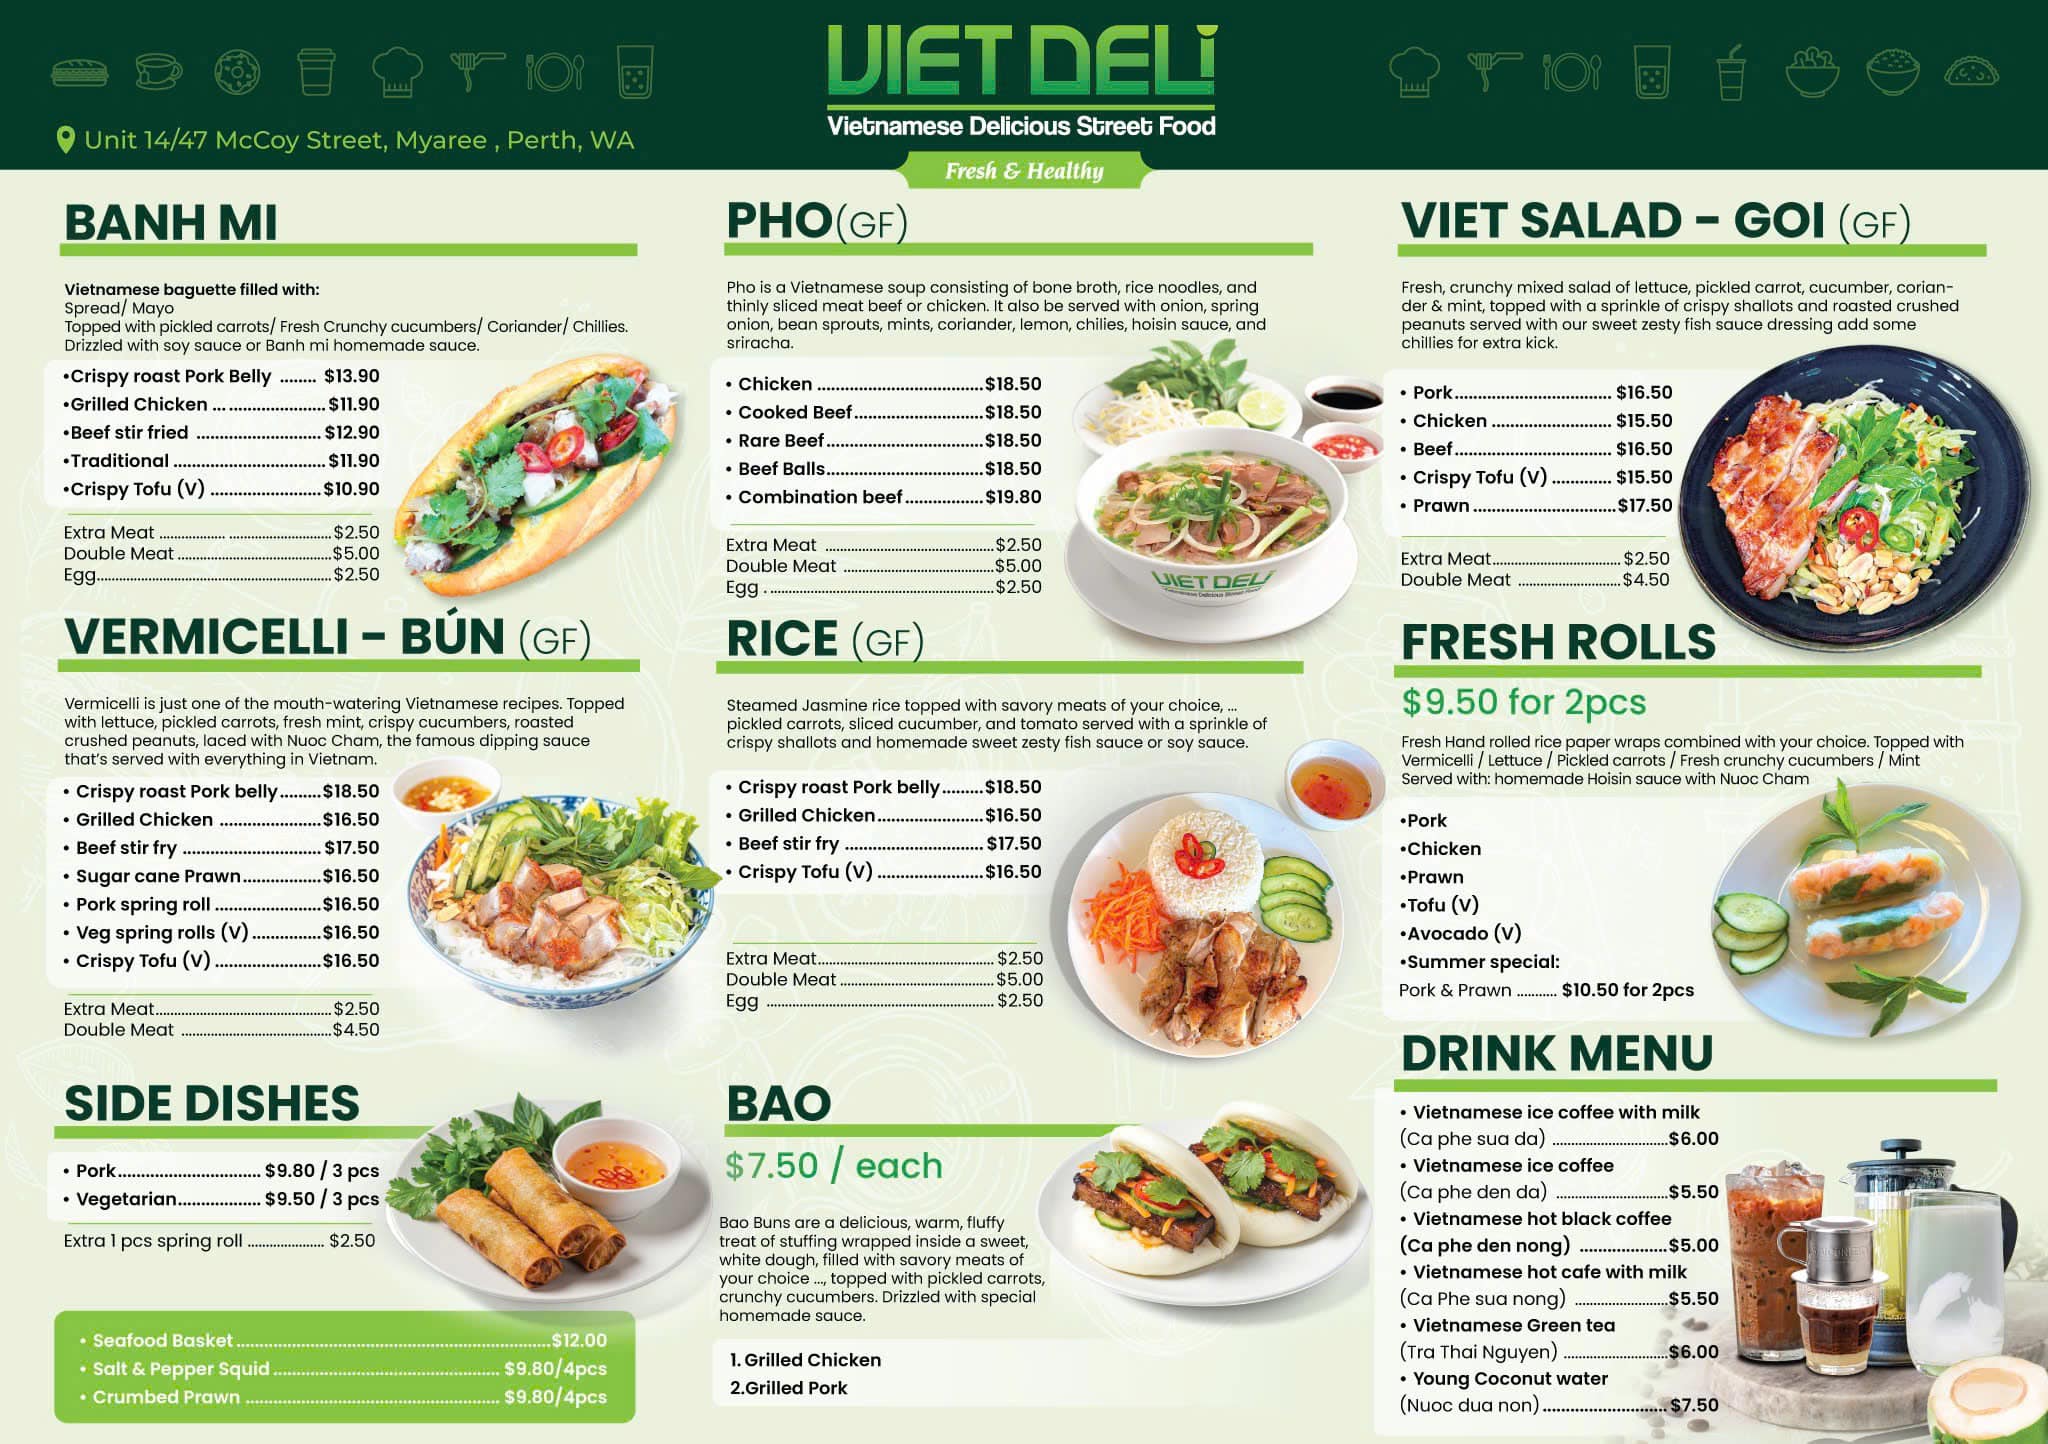 VIET DELi
Vietnamese Delicious Street Food
Fresh & Healthy
Unit 14/47 McCoy Street, Myaree , Perth, WA
BANH MI
Vietnamese baguette filled with:
Spread/ Mayo
Topped with pickled carrots/ Fresh Crunchy cucumbers/ Coriander/ Chillies.
Drizzled with soy sauce or Banh mi homemade sauce.
•Crispy roast Pork Belly ........ $13.90
•Grilled Chicken ... ..................... $11.90
•Beef stir fried ........................... $12.90
•Traditional ................................. $11.90
•Crispy Tofu (V) ........................ $10.90
Extra Meat .................. ........................... $2.50
Double Meat ......................................... $5.00
Egg.............................................................. $2.50
VERMICELLI - BÚN (GF)
Vermicelli is just one of the mouth-watering Vietnamese recipes. Topped
with lettuce, pickled carrots, fresh mint, crispy cucumbers, roasted
crushed peanuts, laced with Nuoc Cham, the famous dipping sauce
that's served with everything in Vietnam.
• Crispy roast Pork belly.........$18.50
• Grilled Chicken ......................$16.50
• Beef stir fry .............................. $17.50
• Sugar cane Prawn.................$16.50
• Pork spring roll .......................$16.50
• Veg spring rolls (V)...............$16.50
• Crispy Tofu (V) .......................$16.50
Extra Meat............................................... $2.50
Double Meat ........................................$4.50
SIDE DISHES
• Pork............................... $9.80 / 3 pcs
• Vegetarian.................. $9.50 / 3 pcs
Extra 1 pcs spring roll ..................... $2.50
• Seafood Basket....................................................................$12.00
• Salt & Pepper Squid................................................. $9.80/4pcs
• Crumbed Prawn ....................................................... $9.80/4pcs
PHO(GF)
Pho is a Vietnamese soup consisting of bone broth, rice noodles, and
thinly sliced meat beef or chicken. It also be served with onion, spring
onion, bean sprouts, mints, coriander, lemon, chilies, hoisin sauce, and
sriracha.
• Chicken ....................................$18.50
• Cooked Beef............................$18.50
• Rare Beef..................................$18.50
• Beef Balls..................................$18.50
• Combination beef.................$19.80
Extra Meat ..............................................$2.50
Double Meat .........................................$5.00
Egg . ............................................................$2.50
VIET DELi
Vietnamese Delicious Street Food
RICE (GF)
Steamed Jasmine rice topped with savory meats of your choice, ...
pickled carrots, sliced cucumber, and tomato served with a sprinkle of
crispy shallots and homemade sweet zesty fish sauce or soy sauce.
• Crispy roast Pork belly.........$18.50
• Grilled Chicken.......................$16.50
• Beef stir fry .............................. $17.50
• Crispy Tofu (V) .......................$16.50
Extra Meat................................................ $2.50
Double Meat .......................................... $5.00
Egg .............................................................. $2.50
BAO
$7.50 / each
Bao Buns are a delicious, warm, fluffy
treat of stuffing wrapped inside a sweet,
white dough, filled with savory meats of
your choice ..., topped with pickled carrots,
crunchy cucumbers. Drizzled with special
homemade sauce.
1. Grilled Chicken
2.Grilled Pork
VIET SALAD - GOI (GF)
Fresh, crunchy mixed salad of lettuce, pickled carrot, cucumber, corian-
der & mint, topped with a sprinkle of crispy shallots and roasted crushed
peanuts served with our sweet zesty fish sauce dressing add some
chillies for extra kick.
• Pork.................................. $16.50
• Chicken .......................... $15.50
• Beef.................................. $16.50
• Crispy Tofu (V) ............. $15.50
• Prawn...............................$17.50
Extra Meat................................... $2.50
Double Meat ............................$4.50
FRESH ROLLS
$9.50 for 2pcs
Fresh Hand rolled rice paper wraps combined with your choice. Topped with
Vermicelli / Lettuce / Pickled carrots / Fresh crunchy cucumbers / Mint
Served with: homemade Hoisin sauce with Nuoc Cham
•Pork
•Chicken
•Prawn
•Tofu (V)
•Avocado (V)
•Summer special:
Pork & Prawn ........... $10.50 for 2pcs
DRINK MENU
• Vietnamese ice coffee with milk
(Ca phe sua da) ...............................$6.00
• Vietnamese ice coffee
(Ca phe den da) ..............................$5.50
• Vietnamese hot black coffee
(Ca phe den nong) ...................$5.00
• Vietnamese hot cafe with milk
(Ca Phe sua nong) .........................$5.50
• Vietnamese Green tea
(Tra Thai Nguyen) ............................$6.00
• Young Coconut water
(Nuoc dua non)........................... $7.50